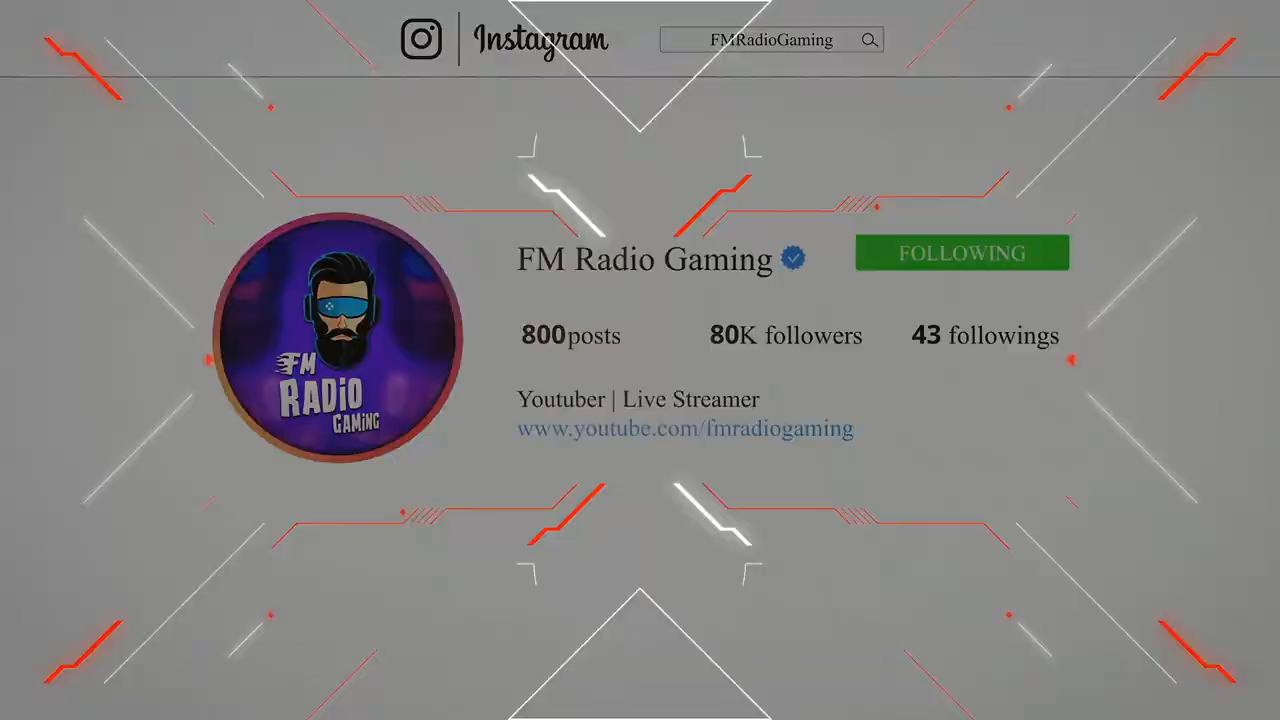 Instagram
FMRadioGaming
FM Radio Gaming
FOLLOWING
800posts
80K followers
43 followings
Youtuber | Live Streamer
www.youtube.com/fmradiogaming
FM
RADIO
GAMING